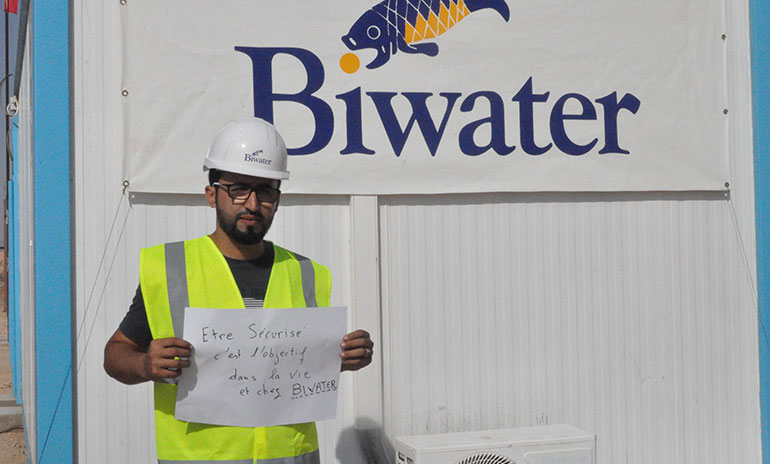 Biwater
Biwater
Etre Sécurisé
c'est l'objectif
dans la vie
et chez BIWATER